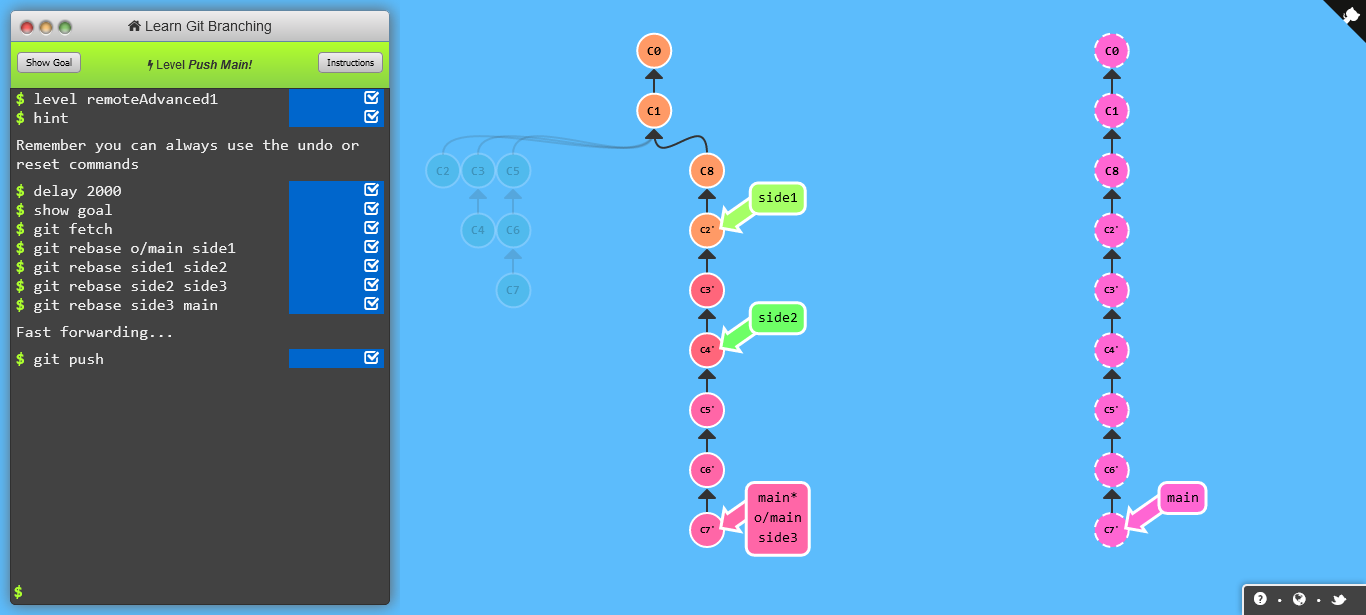 Learn Git Branching
Show Goal
Level Push Main!
Instructions
$ level remoteAdvanced1
$ hint
Remember you can always use the undo or
reset commands
$ delay 2000
$ show goal
$ git fetch
$ git rebase o/main side1
$ git rebase side1 side2
$ git rebase side2 side3
$ git rebase side3 main
Fast forwarding...
$ git push
$
C0
C1
C2 C3 C5 C8
side1
C4 C6 C2'
C7 C3'
side2
C4'
C5'
C6'
main*
o/main
side3
C7'
C0
C1
C8
C2'
C3'
C4'
C5'
C6'
main
C7'
?